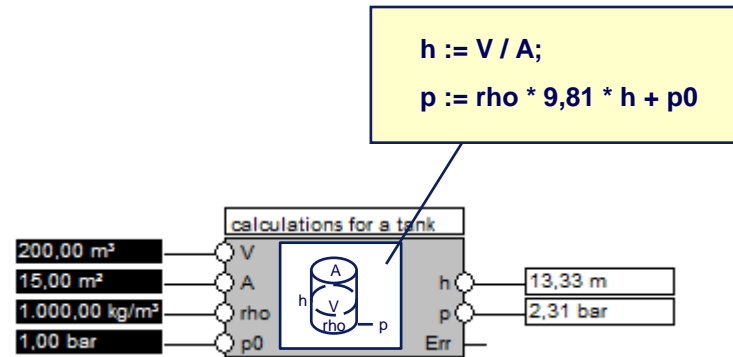 h := V / A;
p := rho * 9,81 * h + p0
calculations for a tank
200,00 m³
V
15,00 m²
A
1.000,00 kg/m³
rho
1,00 bar
p0
A
h
V
rho
p
h
13,33 m
p
2,31 bar
Err